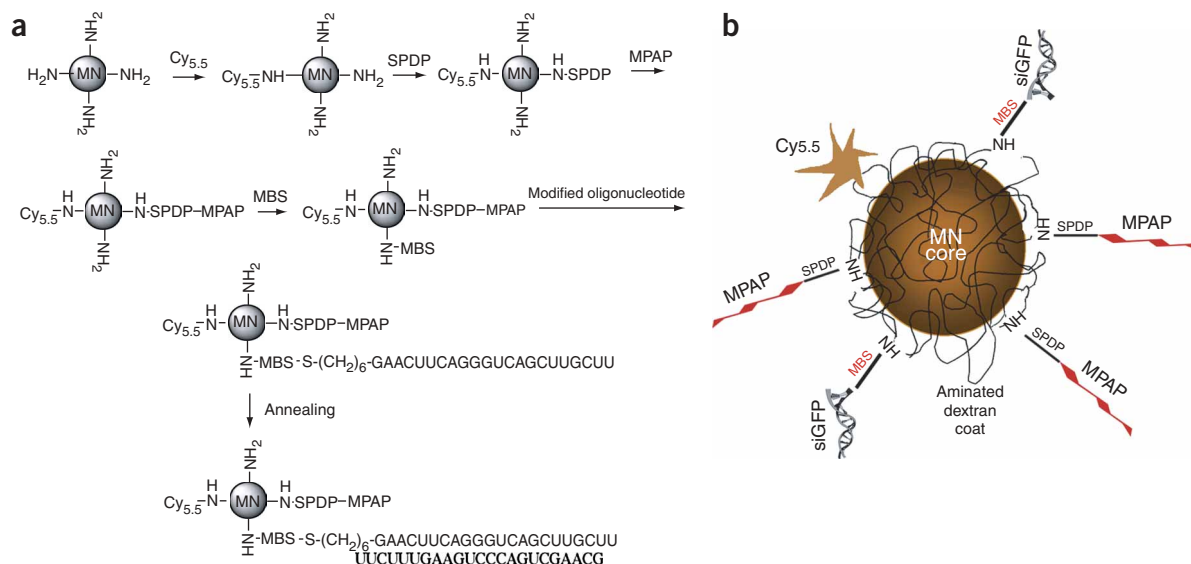 a
NH2
H2N MN NH2
NH2
Cy5.5
NH2
Cy5.5 NH MN NH2
NH2
SPDP
NH2
Cy5.5-N H MN H N-SPDP
NH2
MPAP
NH2
Cy5.5-N H MN H N-SPDP-MPAP
NH2
MBS
NH2
Cy5.5-N H MN H N-SPDP-MPAP
HN-MBS
Modified oligonucleotide
NH2
Cy5.5-N H MN H N-SPDP-MPAP
HN-MBS-S-(CH2)6-GAACUUCAGGGUCAGCUUGCUU
Annealing
NH2
Cy5.5-N H MN H N-SPDP-MPAP
HN-MBS-S-(CH2)6-GAACUUCAGGGUCAGCUUGCUU
UUCUUUGAAGUCCCAGUCGAACG
b
siGFP
MBS
NH
Cy5.5
MN
core
NH SPDP MPAP
MPAP SPDP NH
NH SPDP MPAP
NH
MBS
siGFP
Aminated
dextran
coat